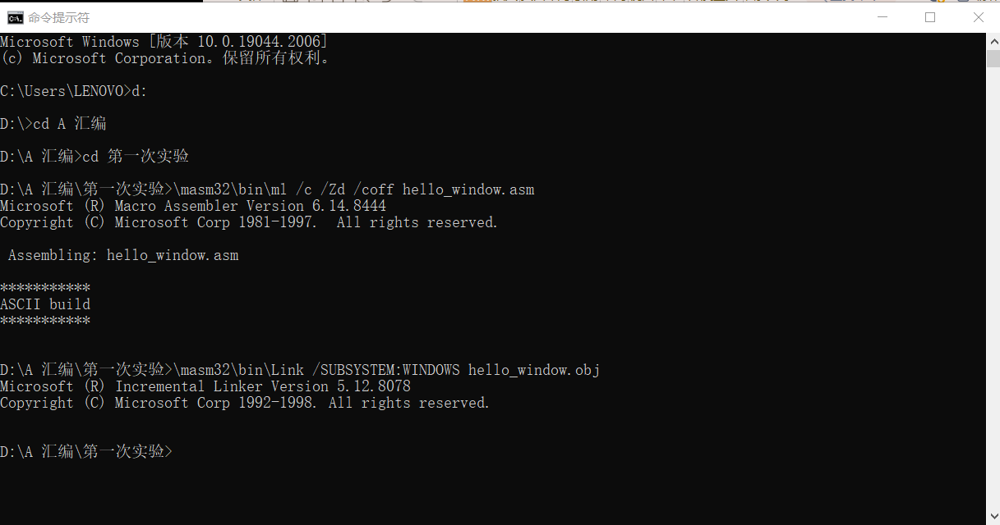 命令提示符
Microsoft Windows [版本 10.0.19044.2006]
(c) Microsoft Corporation。保留所有权利。
C:\Users\LENOVO>d:
D:\>cd A 汇编
D:\A 汇编>cd 第一次实验
D:\A 汇编\第一次实验>\masm32\bin\ml /c /Zd /coff hello_window.asm
Microsoft (R) Macro Assembler Version 6.14.8444
Copyright (C) Microsoft Corp 1981-1997.  All rights reserved.
 Assembling: hello_window.asm
***********
ASCII build
***********
D:\A 汇编\第一次实验>\masm32\bin\Link /SUBSYSTEM:WINDOWS hello_window.obj
Microsoft (R) Incremental Linker Version 5.12.8078
Copyright (C) Microsoft Corp 1992-1998. All rights reserved.
D:\A 汇编\第一次实验>